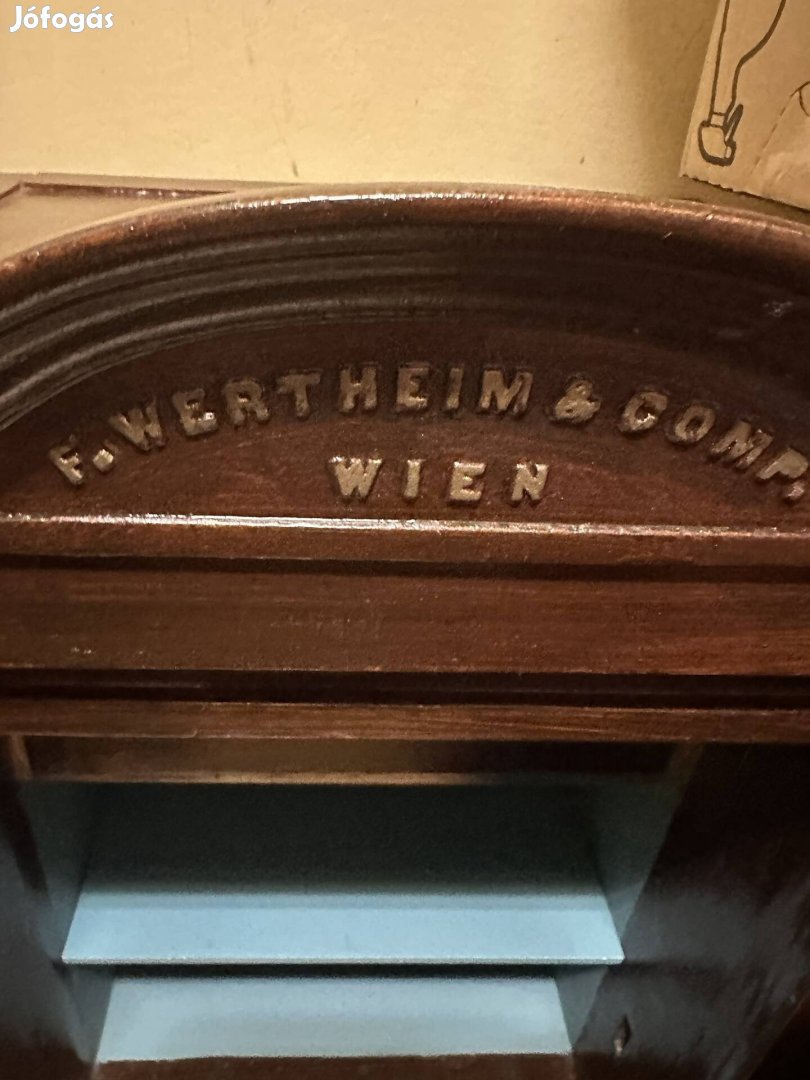 Jófogás
F. WERTHEIM & COMP.
WIEN